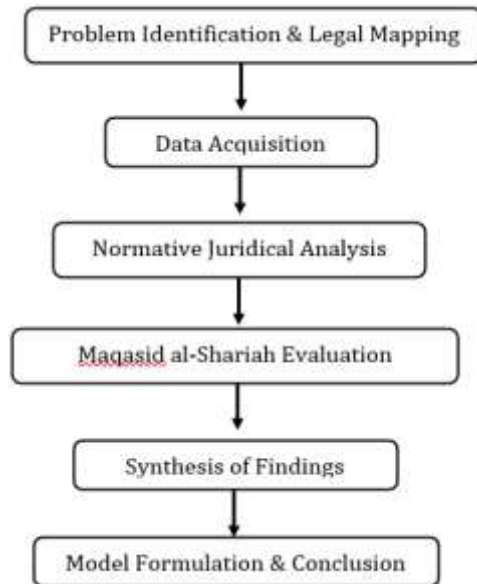 Problem Identification & Legal Mapping
Data Acquisition
Normative Juridical Analysis
Maqasid al-Shariah Evaluation
Synthesis of Findings
Model Formulation & Conclusion